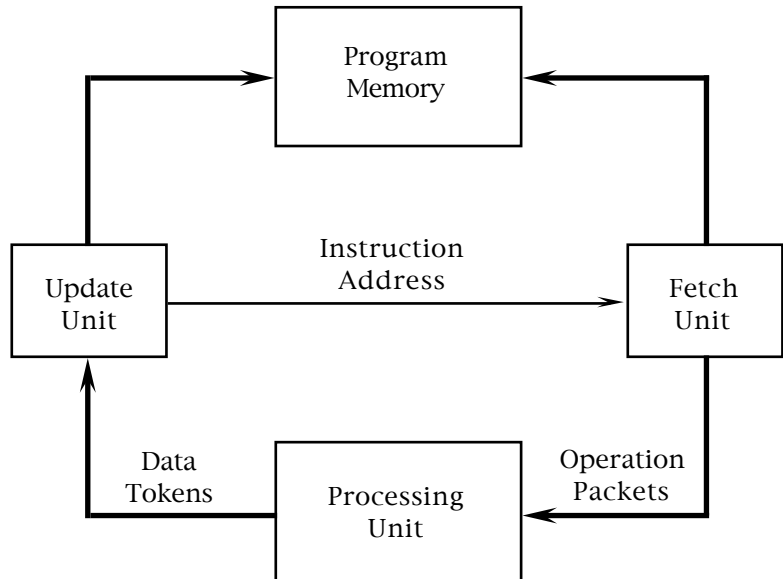 Program
Memory
Instruction
Address
Update
Unit
Fetch
Unit
Data
Tokens
Processing
Unit
Operation
Packets